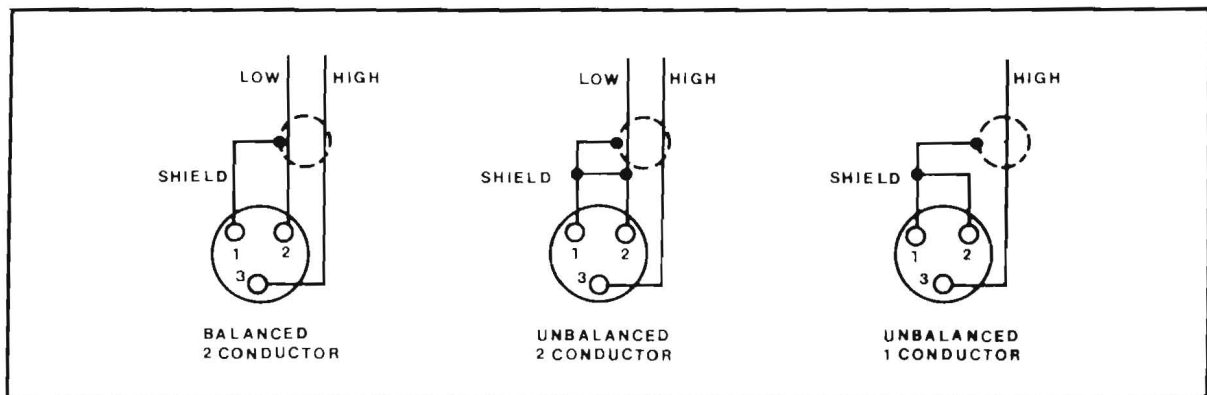 LOW HIGH
SHIELD
1 2
3
BALANCED
2 CONDUCTOR
LOW HIGH
SHIELD
1 2
3
UNBALANCED
2 CONDUCTOR
HIGH
SHIELD
1 2
3
UNBALANCED
1 CONDUCTOR